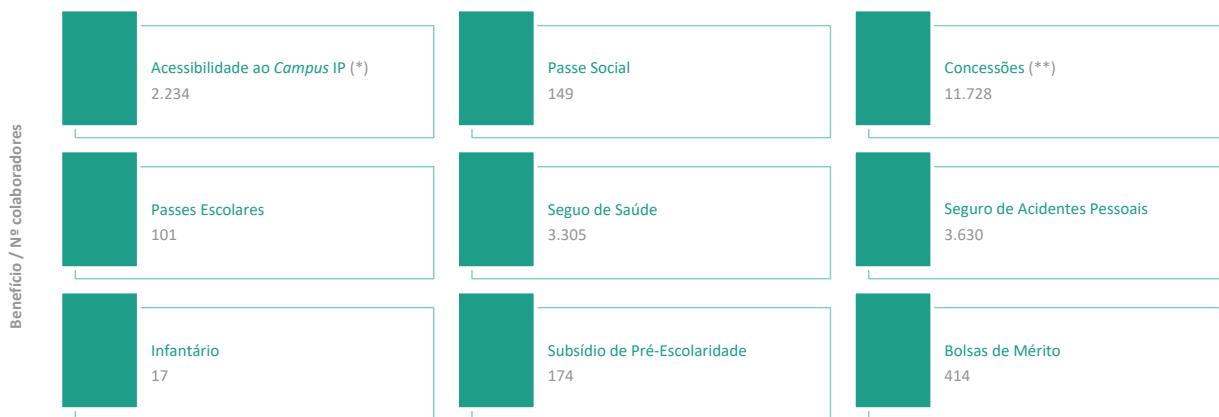 Benefício / Nº colaboradores
Acessibilidade ao Campus IP (*)
2.234
Passe Social
149
Concessões (**)
11.728
Passes Escolares
101
Seguo de Saúde
3.305
Seguro de Acidentes Pessoais
3.630
Infantário
17
Subsídio de Pré-Escolaridade
174
Bolsas de Mérito
414